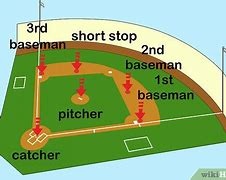 3rd
baseman
short stop
2nd
baseman
1st
baseman
pitcher
catcher
wiki